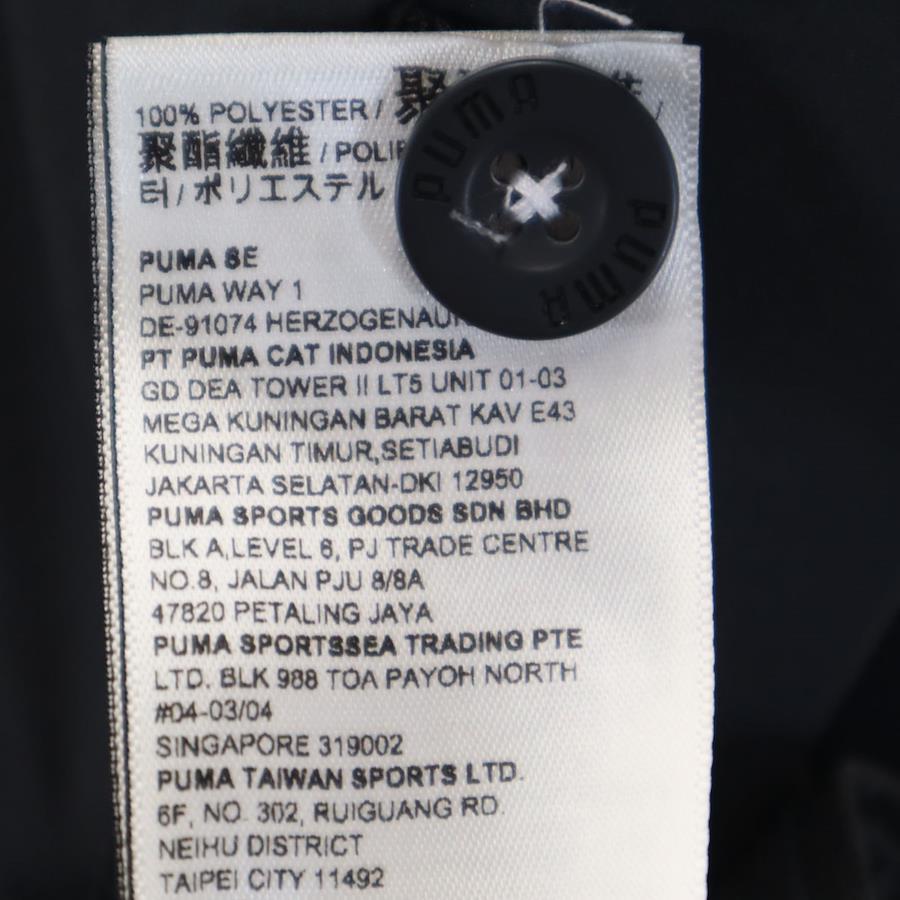 100% POLYESTER / 聚
聚酯纖維 / POLI
터 / ポリエステル
PUMA
PUMA
PUMA SE
PUMA WAY 1
DE-91074 HERZOGENAU
PT PUMA CAT INDONESIA
GD DEA TOWER II LT5 UNIT 01-03
MEGA KUNINGAN BARAT KAV E43
KUNINGAN TIMUR,SETIABUDI
JAKARTA SELATAN-DKI 12950
PUMA SPORTS GOODS SDN BHD
BLK A,LEVEL 6, PJ TRADE CENTRE
NO.8, JALAN PJU 8/8A
47820 PETALING JAYA
PUMA SPORTSSEA TRADING PTE
LTD. BLK 988 TOA PAYOH NORTH
#04-03/04
SINGAPORE 319002
PUMA TAIWAN SPORTS LTD.
6F, NO. 302, RUIGUANG RD.
NEIHU DISTRICT
TAIPEI CITY 11492